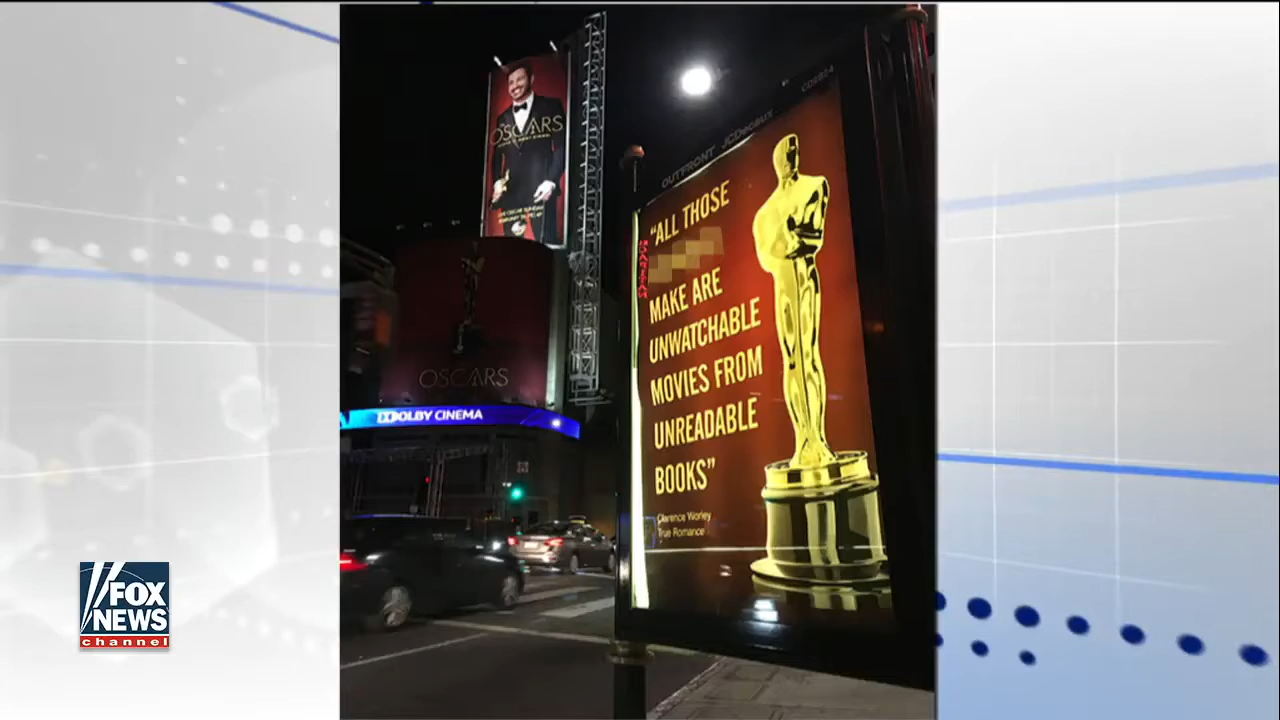 OSCARS
OSCARS
DOLBY CINEMA
OUTFRONT JCDecaux
"ALL THOSE
MAKE ARE
UNWATCHABLE
MOVIES FROM
UNREADABLE
BOOKS"
Clarence Worley
True Romance
FOX
NEWS
channel